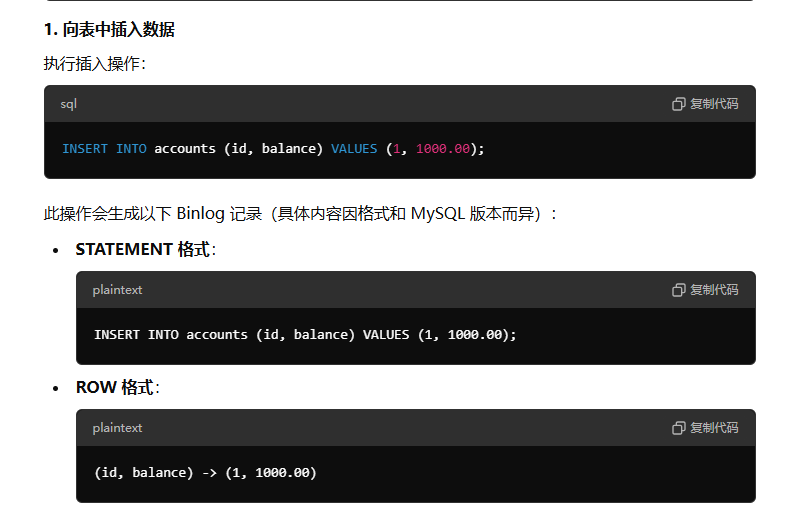 1. 向表中插入数据
执行插入操作：
sql
复制代码
INSERT INTO accounts (id, balance) VALUES (1, 1000.00);
此操作会生成以下 Binlog 记录（具体内容因格式和 MySQL 版本而异）：
• STATEMENT 格式：
plaintext
复制代码
INSERT INTO accounts (id, balance) VALUES (1, 1000.00);
• ROW 格式：
plaintext
复制代码
(id, balance) -> (1, 1000.00)